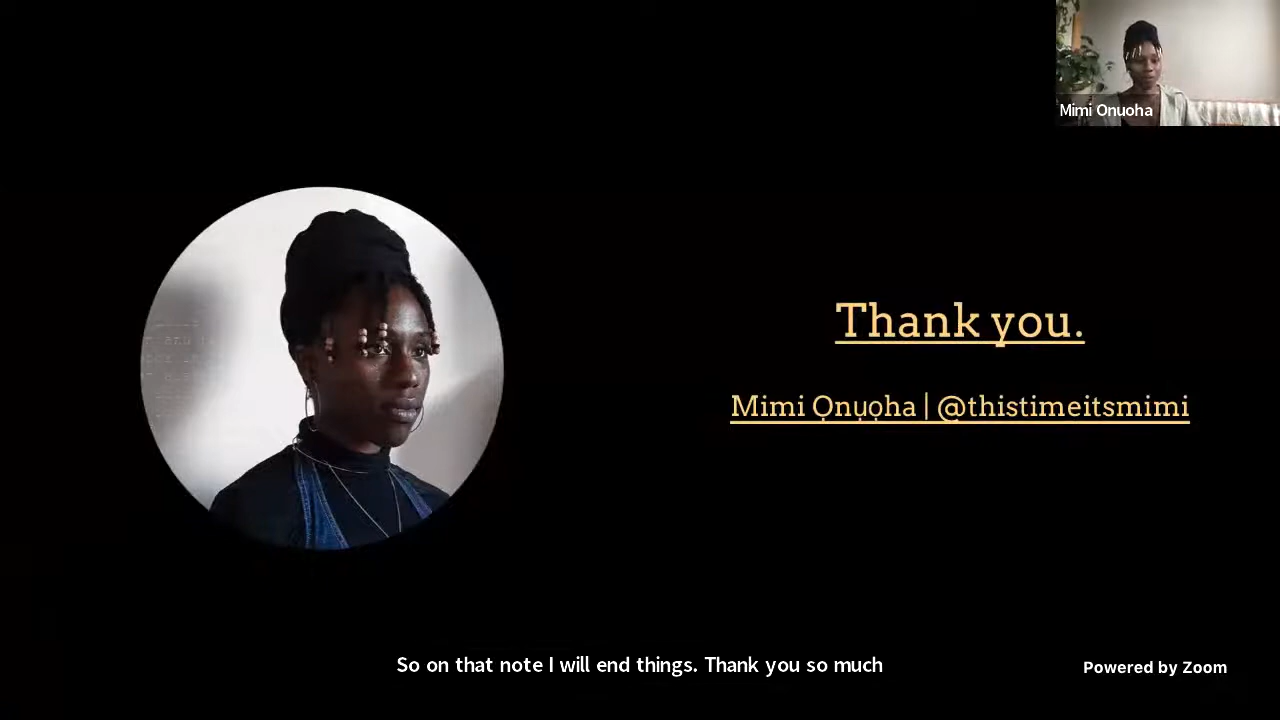 Mimi Onuoha
Thank you.
Mimi Ọnụọha | @thistimeitsmimi
So on that note I will end things. Thank you so much
Powered by Zoom